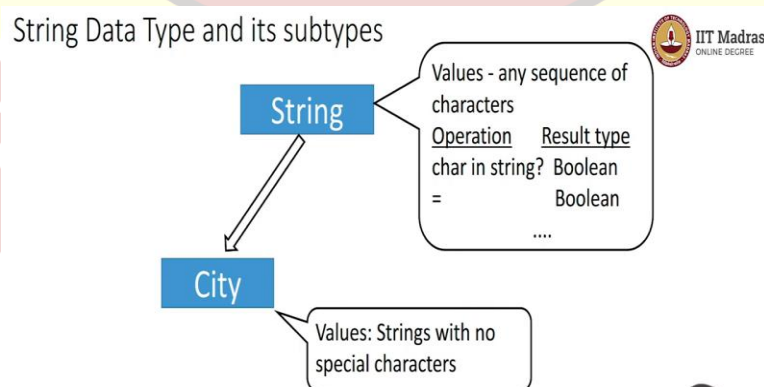 String Data Type and its subtypes
IIT Madras
ONLINE DEGREE
String
Values - any sequence of
characters
Operation Result type
char in string? Boolean
= Boolean
....
City
Values: Strings with no
special characters